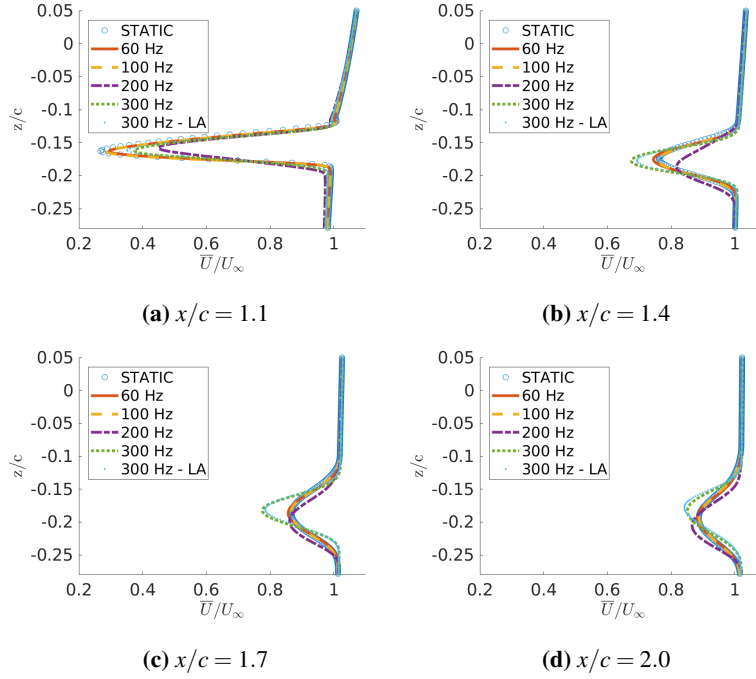 0.05
0
-0.05
-0.1
-0.15
-0.2
-0.25
z/c
STATIC
60 Hz
100 Hz
200 Hz
300 Hz
300 Hz - LA
0.2 0.4 0.6 0.8 1
U̅/U∞
(a) x/c = 1.1
0.05
0
-0.05
-0.1
-0.15
-0.2
-0.25
z/c
STATIC
60 Hz
100 Hz
200 Hz
300 Hz
300 Hz - LA
0.2 0.4 0.6 0.8 1
U̅/U∞
(b) x/c = 1.4
0.05
0
-0.05
-0.1
-0.15
-0.2
-0.25
z/c
STATIC
60 Hz
100 Hz
200 Hz
300 Hz
300 Hz - LA
0.2 0.4 0.6 0.8 1
U̅/U∞
(c) x/c = 1.7
0.05
0
-0.05
-0.1
-0.15
-0.2
-0.25
z/c
STATIC
60 Hz
100 Hz
200 Hz
300 Hz
300 Hz - LA
0.2 0.4 0.6 0.8 1
U̅/U∞
(d) x/c = 2.0